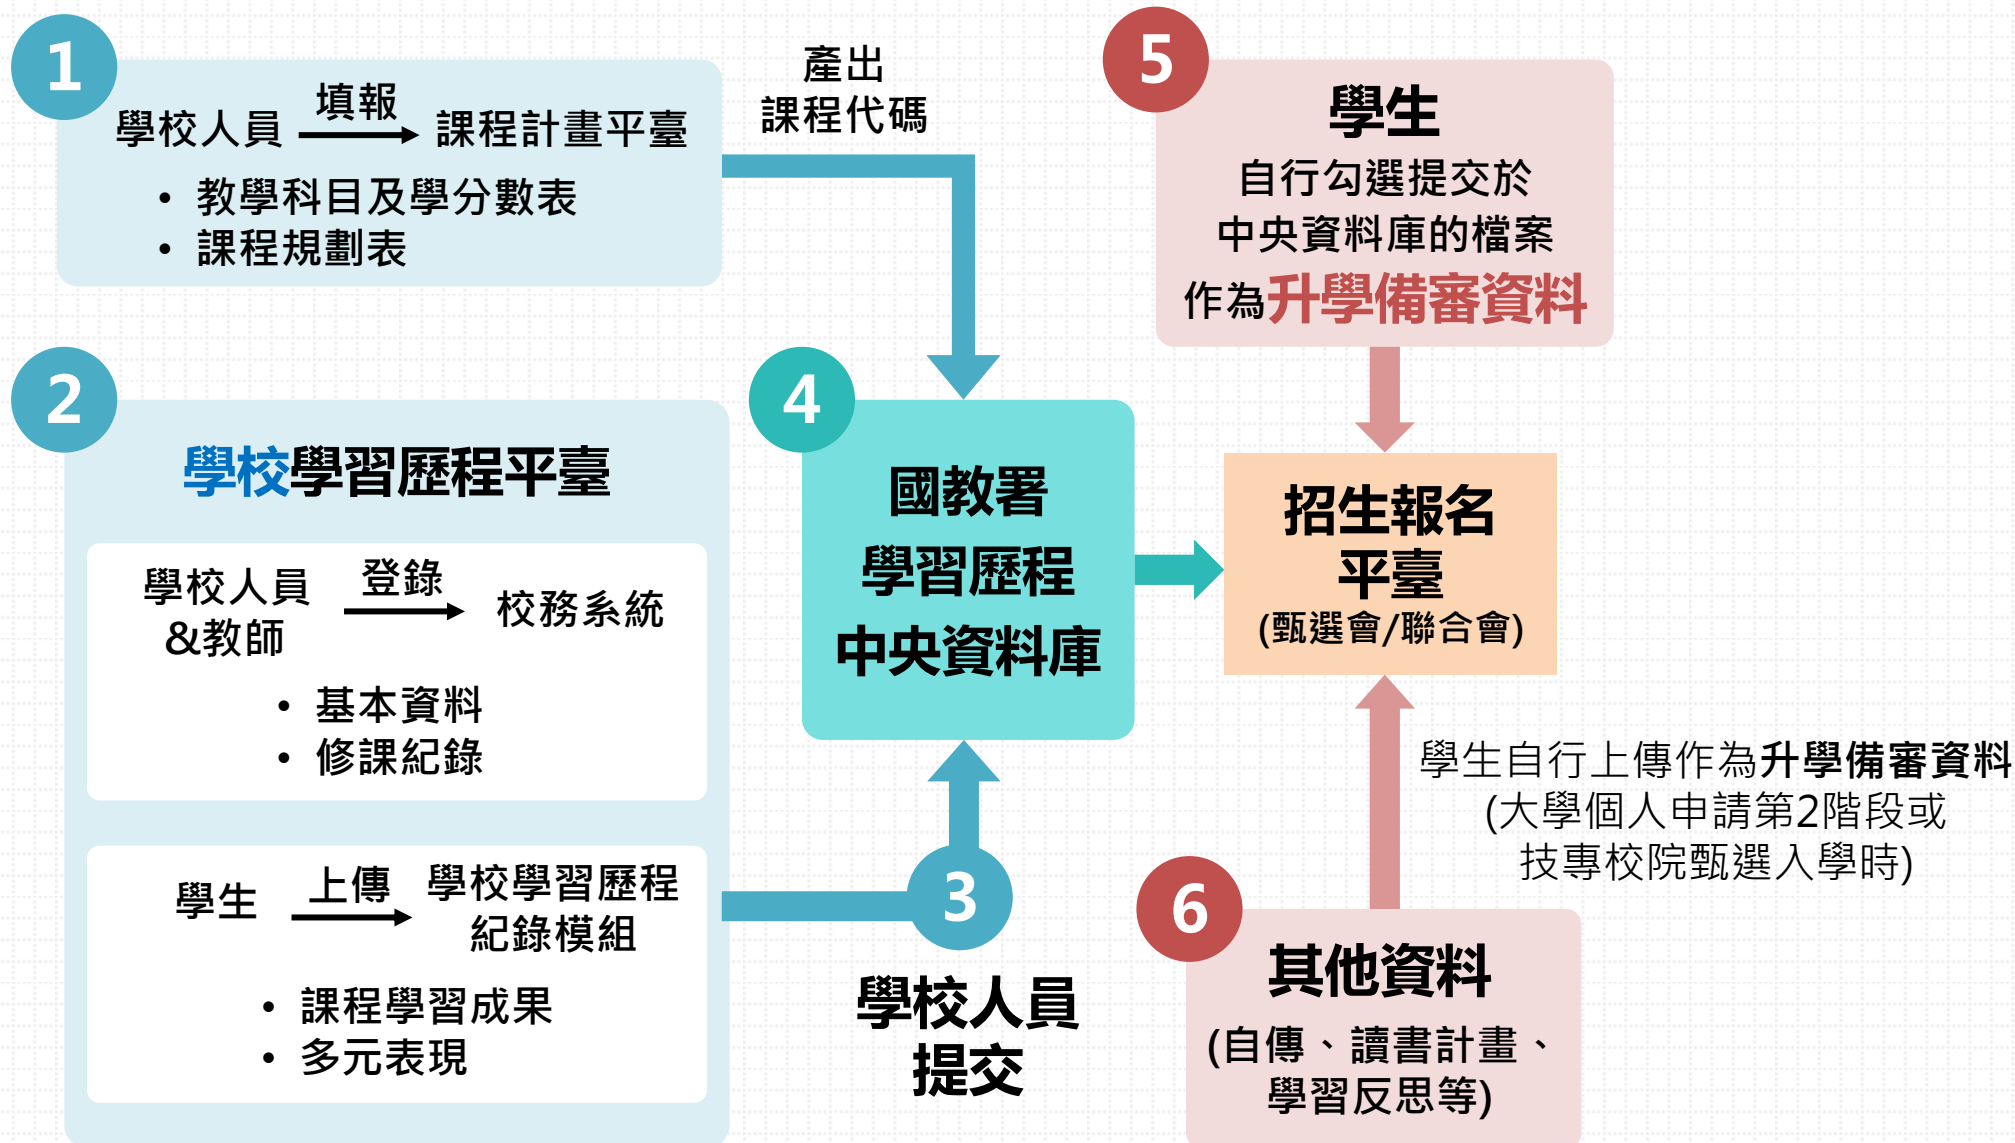 1
學校人員 填報 課程計畫平臺
• 教學科目及學分數表
• 課程規劃表
產出
課程代碼
2
學校學習歷程平臺
學校人員
&教師
登錄
校務系統
• 基本資料
• 修課紀錄
學生
上傳
學校學習歷程
紀錄模組
• 課程學習成果
• 多元表現
3
學校人員
提交
4
國教署
學習歷程
中央資料庫
5
學生
自行勾選提交於
中央資料庫的檔案
作為升學備審資料
招生報名
平臺
(甄選會/聯合會)
學生自行上傳作為升學備審資料
(大學個人申請第2階段或
技專校院甄選入學時)
6
其他資料
(自傳、讀書計畫、
學習反思等)